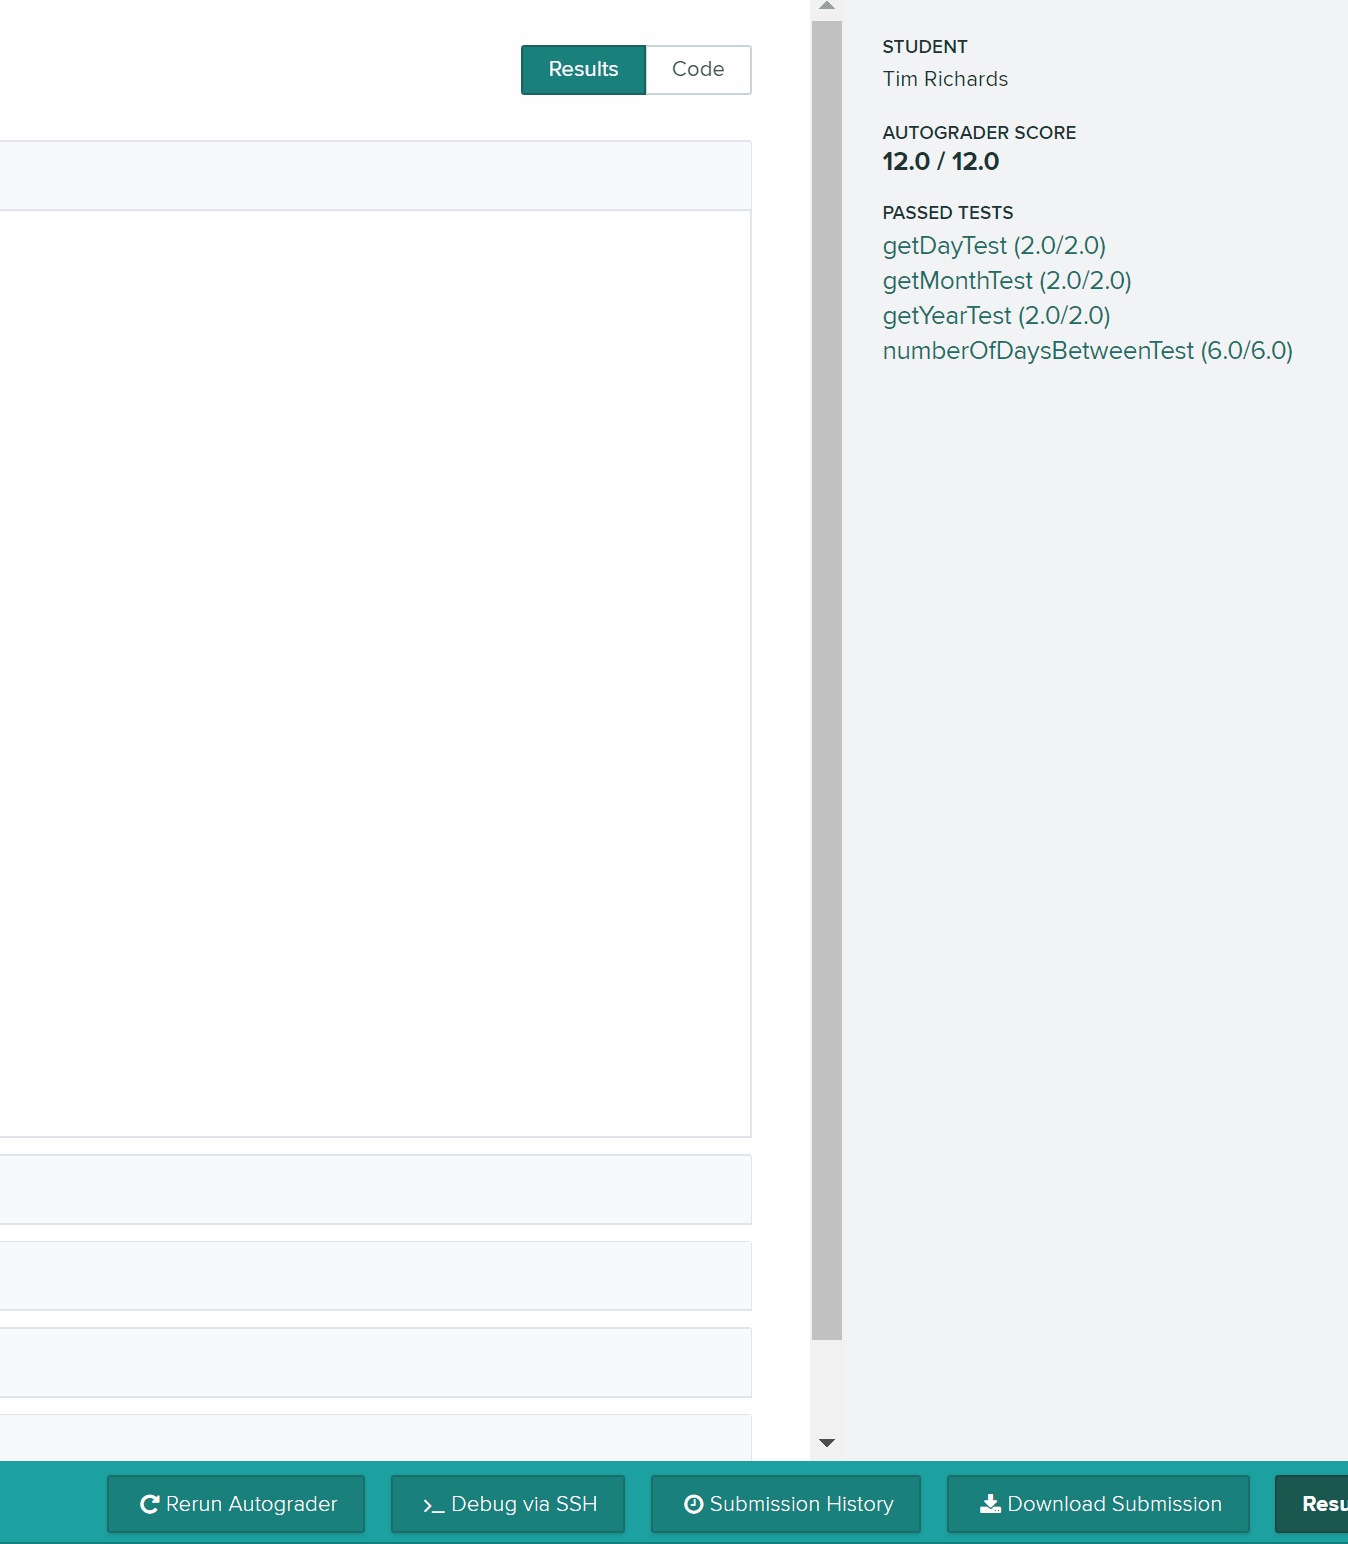 Results
Code
STUDENT
Tim Richards
AUTOGRADER SCORE
12.0 / 12.0
PASSED TESTS
getDayTest (2.0/2.0)
getMonthTest (2.0/2.0)
getYearTest (2.0/2.0)
numberOfDaysBetweenTest (6.0/6.0)
Rerun Autograder
Debug via SSH
Submission History
Download Submission
Resu